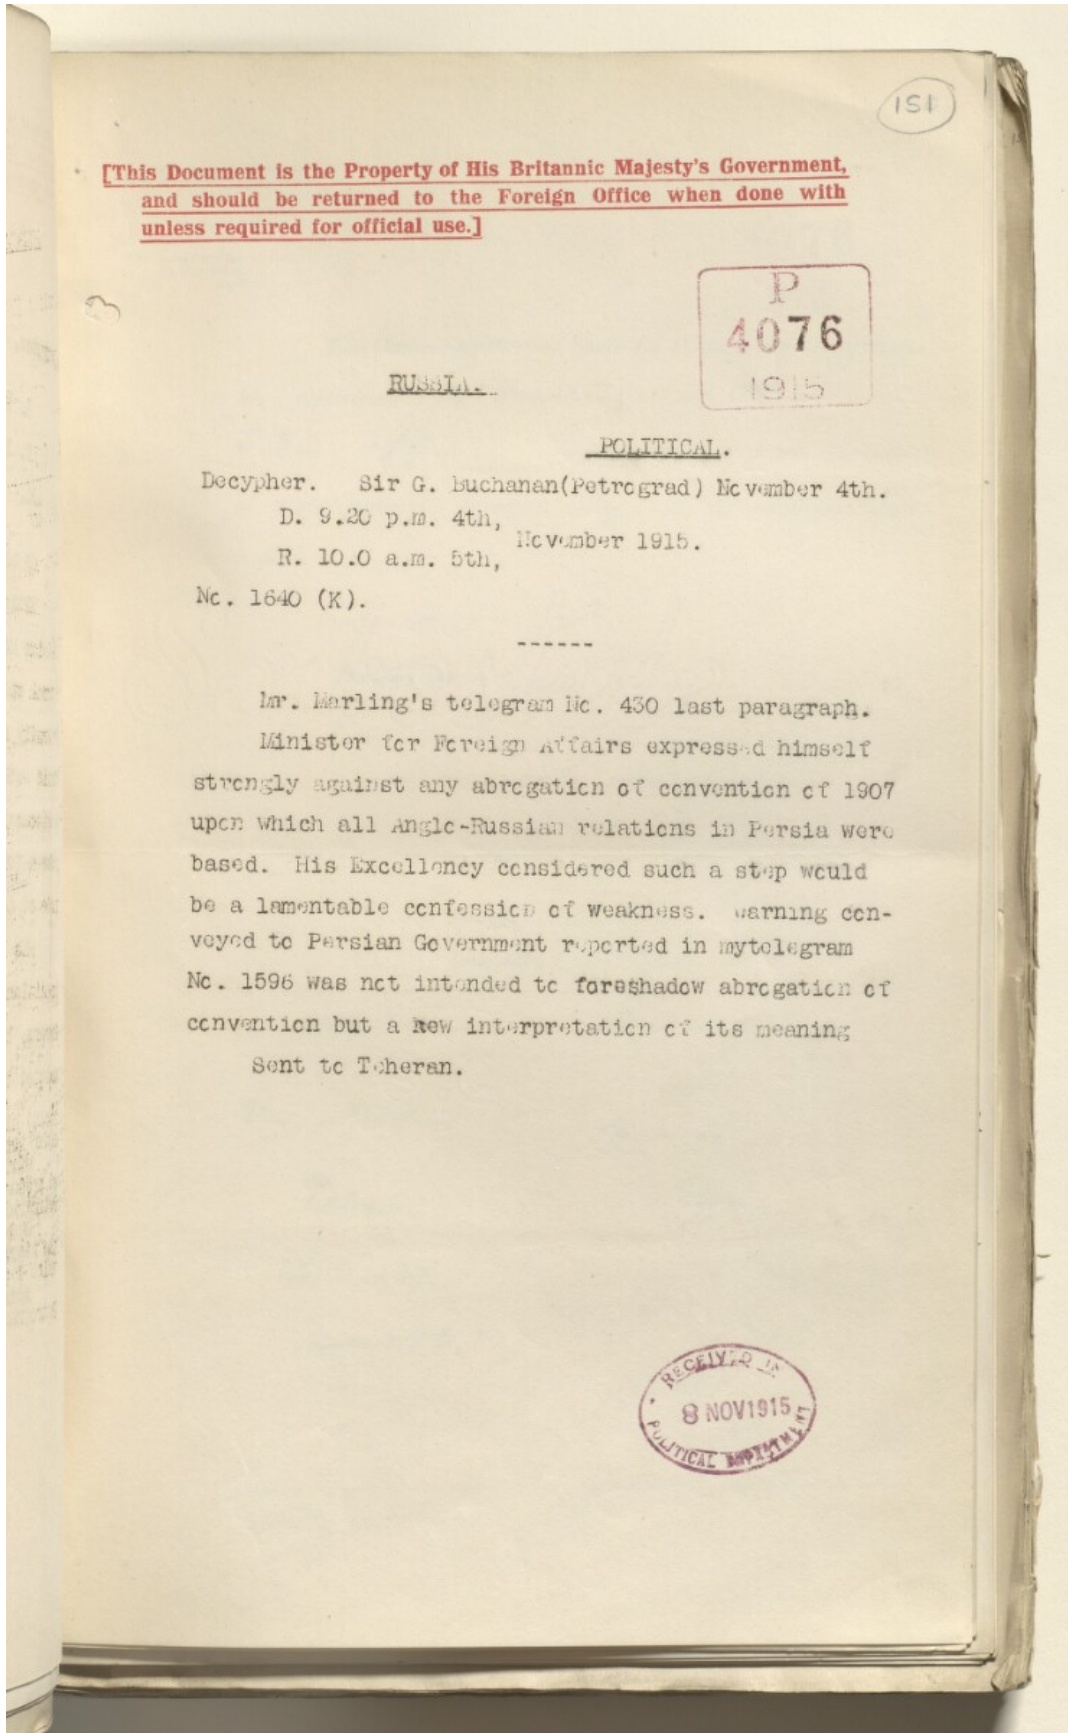 151
[This Document is the Property of His Britannic Majesty's Government,
and should be returned to the Foreign Office when done with
unless required for official use.]
3
P
4076
1915
RUSSIA.
POLITICAL.
Decypher. Sir G. Buchanan(Petrograd) November 4th.
D. 9.20 p.m. 4th,
November 1915.
R. 10.0 a.m. 5th,
No. 1640 (K).
------
Mr. Marling's telegram No. 430 last paragraph.
Minister for Foreign Affairs expressed himself
strongly against any abrogation of convention of 1907
upon which all Anglo-Russian relations in Persia were
based. His Excellency considered such a step would
be a lamentable confession of weakness. Warning con-
veyed to Persian Government reported in mytelegram
No. 1596 was not intended to foreshadow abrogation of
convention but a new interpretation of its meaning
Sent to Teheran.
RECEIVED IN
8 NOV1915
POLITICAL DEPARTMENT